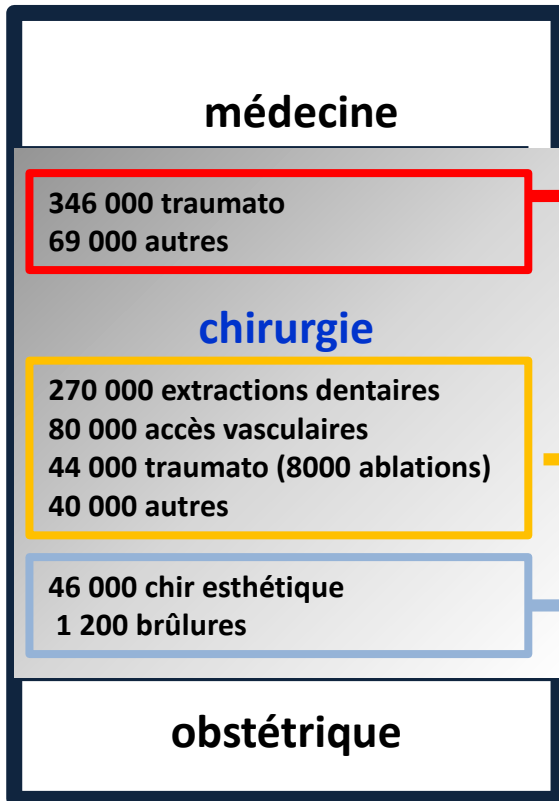 médecine
346 000 traumato
69 000 autres
chirurgie
270 000 extractions dentaires
80 000 accès vasculaires
44 000 traumato (8000 ablations)
40 000 autres
46 000 chir esthétique
1 200 brûlures
obstétrique